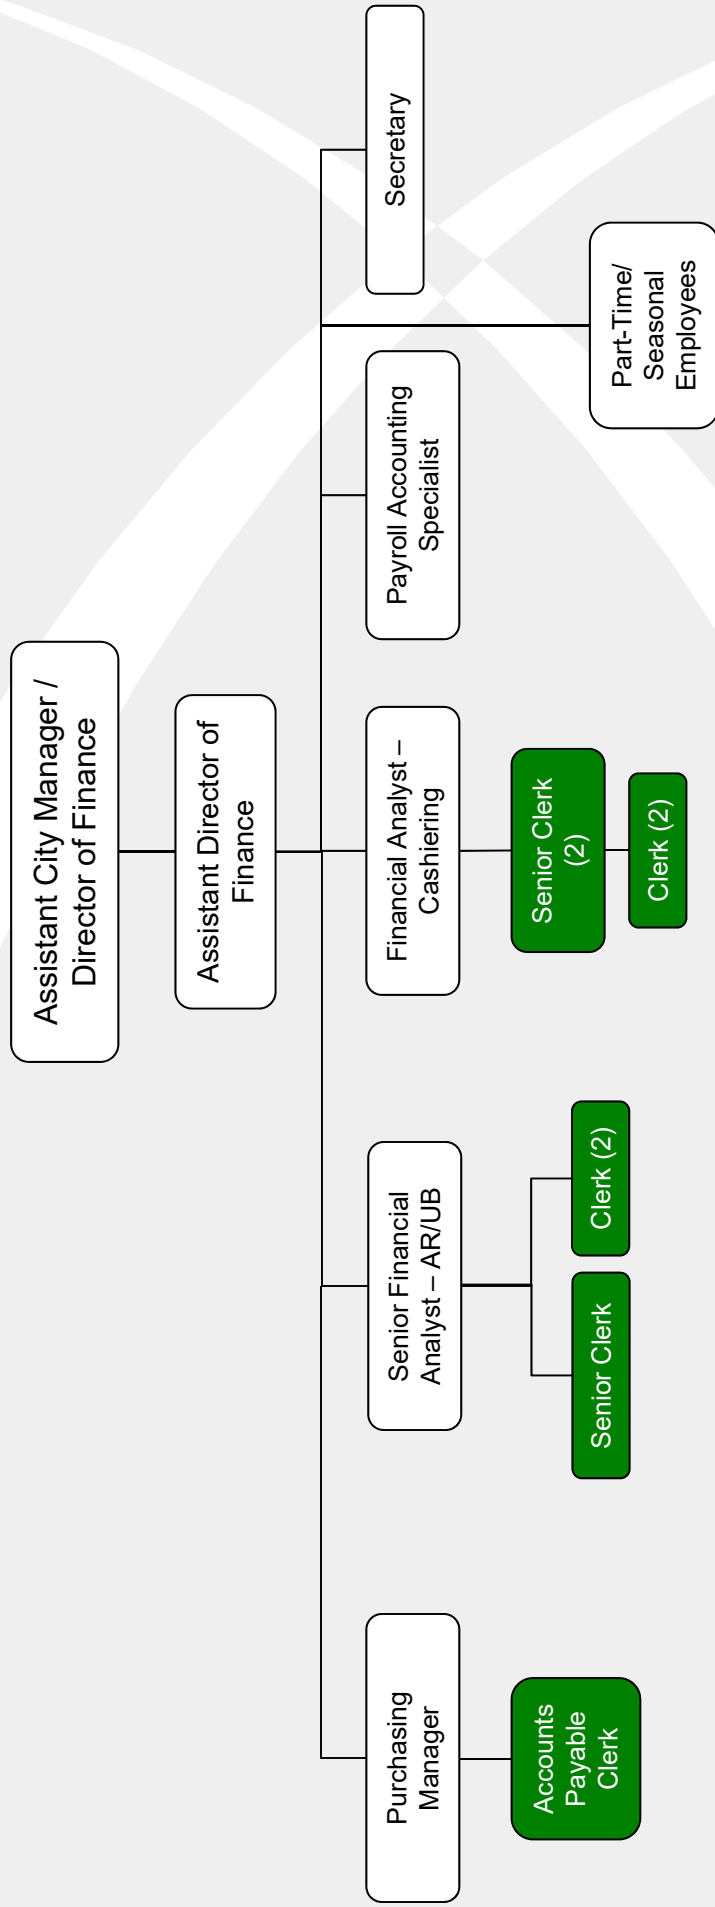 Assistant City Manager /
Director of Finance
Assistant Director of
Finance
Purchasing
Manager
Senior Financial
Analyst – AR/UB
Financial Analyst –
Cashiering
Payroll Accounting
Specialist
Secretary
Accounts
Payable
Clerk
Senior Clerk
Clerk (2)
Senior Clerk
(2)
Clerk (2)
Part-Time/
Seasonal
Employees